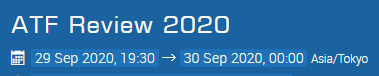 ATF Review 2020
29 Sep 2020, 19:30 → 30 Sep 2020, 00:00 Asia/Tokyo